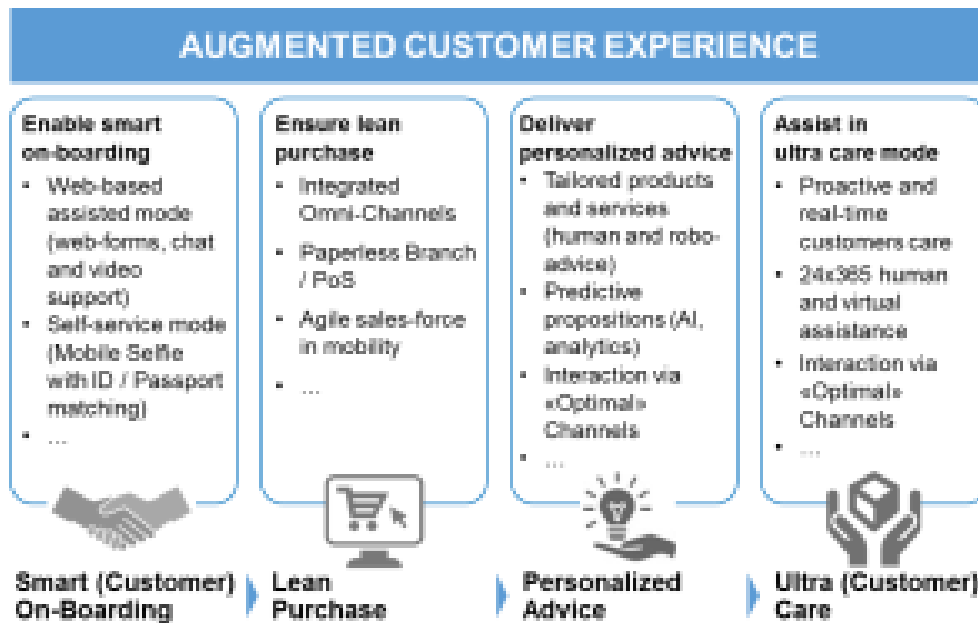 AUGMENTED CUSTOMER EXPERIENCE
Enable smart
on-boarding
• Web-based
assisted mode
(web-forms, chat
and video
support)
• Self-service mode
(Mobile Selfie
with ID / Passport
matching)
• ...
Ensure lean
purchase
• Integrated
Omni-Channels
• Paperless Branch
/ PoS
• Agile sales-force
in mobility
• ...
Deliver
personalized advice
• Tailored products
and services
(human and robo-
advice)
• Predictive
propositions (AI,
analytics)
• Interaction via
«Optimal»
Channels
• ...
Assist in
ultra care mode
• Proactive and
real-time
customers care
• 24x365 human
and virtual
assistance
• Interaction via
«Optimal»
Channels
• ...
Smart (Customer)
On-Boarding
Lean
Purchase
Personalized
Advice
Ultra (Customer)
Care